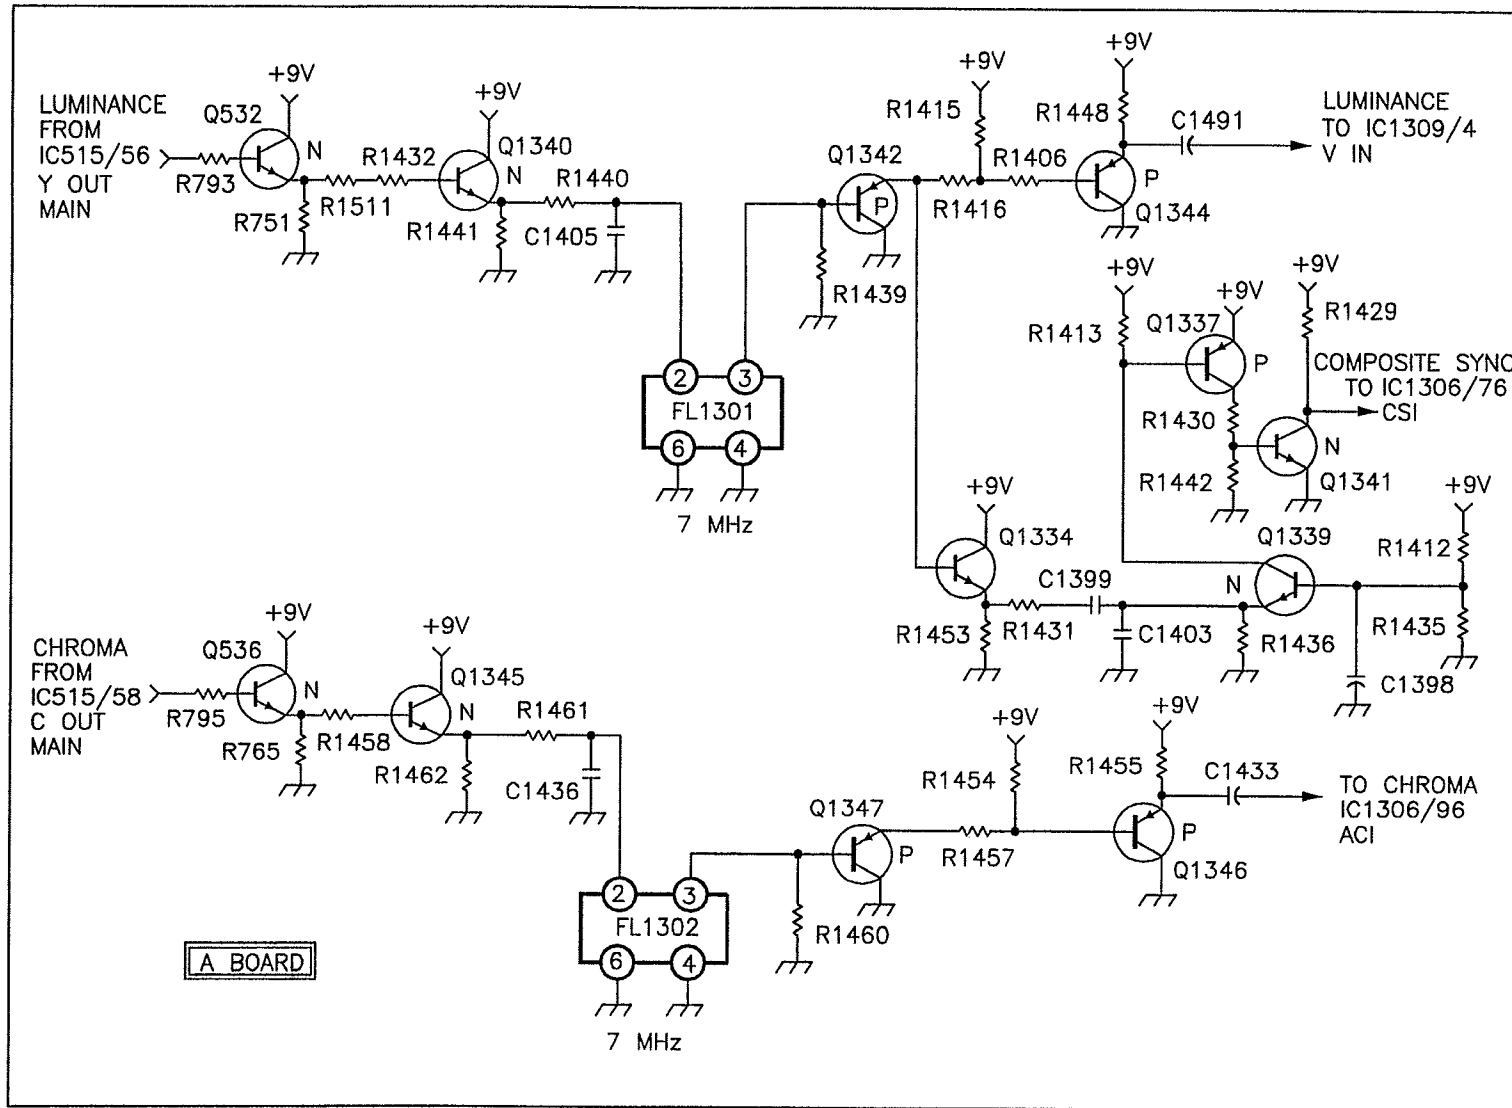 LUMINANCE
FROM
IC515/56
Y OUT
MAIN
+9V
Q532
N
R793
R751
R1511
R1432
+9V
Q1340
N
R1441
R1440
C1405
2
3
FL1301
6
4
7 MHz
Q1342
P
R1439
+9V
R1415
R1416
R1406
+9V
R1448
P
Q1344
C1491
LUMINANCE
TO IC1309/4
V IN
+9V
R1413
+9V
Q1337
P
R1430
R1442
+9V
R1429
COMPOSITE SYNC
TO IC1306/76
CSI
N
Q1341
+9V
Q1334
R1453
R1431
C1399
C1403
Q1339
N
R1436
+9V
R1412
R1435
C1398
CHROMA
FROM
IC515/58
C OUT
MAIN
+9V
Q536
N
R795
R765
R1458
+9V
Q1345
N
R1462
R1461
C1436
2
3
FL1302
6
4
7 MHz
Q1347
P
R1460
+9V
R1454
R1457
+9V
R1455
P
Q1346
C1433
TO CHROMA
IC1306/96
ACI
A BOARD